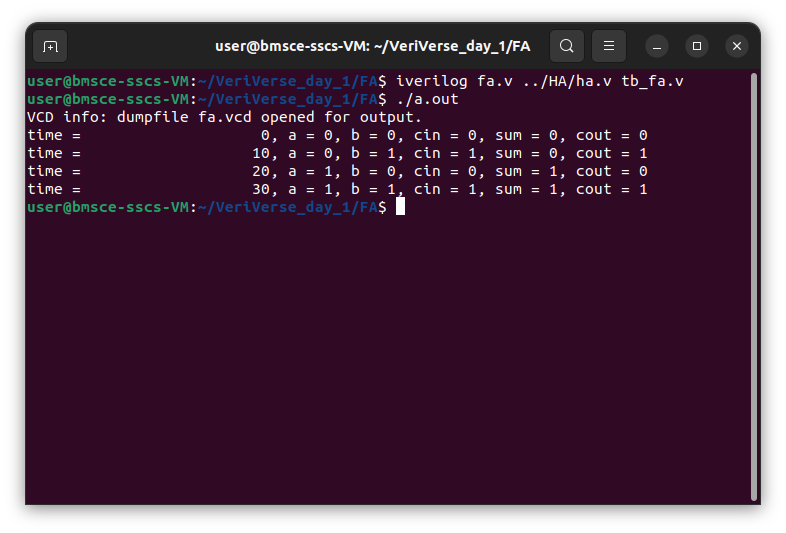 user@bmsce-sscs-VM: ~/VeriVerse_day_1/FA
user@bmsce-sscs-VM:~/VeriVerse_day_1/FA$ iverilog fa.v ../HA/ha.v tb_fa.v
user@bmsce-sscs-VM:~/VeriVerse_day_1/FA$ ./a.out
VCD info: dumpfile fa.vcd opened for output.
time =                    0, a = 0, b = 0, cin = 0, sum = 0, cout = 0
time =                   10, a = 0, b = 1, cin = 1, sum = 0, cout = 1
time =                   20, a = 1, b = 0, cin = 0, sum = 1, cout = 0
time =                   30, a = 1, b = 1, cin = 1, sum = 1, cout = 1
user@bmsce-sscs-VM:~/VeriVerse_day_1/FA$